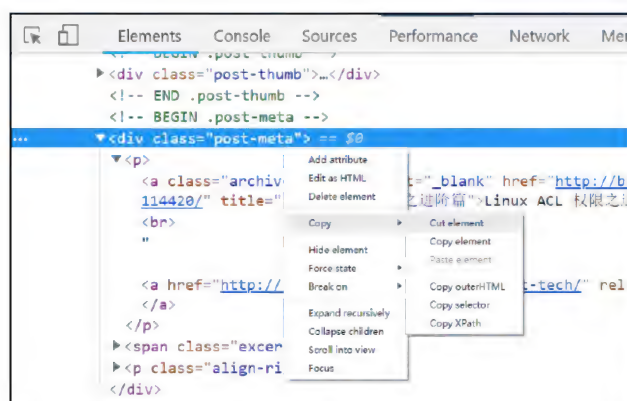 Elements Console Sources Performance Network Mer
<!-- BEGIN .post-thumb -->
▶<div class="post-thumb">…</div>
<!-- END .post-thumb -->
<!-- BEGIN .post-meta -->
… ▼<div class="post-meta"> == $0
▼<p>
<a class="archiv ="_blank" href="http://b
114420/" title=" 之进阶篇">Linux ACL 权限之进
<br>
"
<a href="http:// t-tech/" rel
</a>
</p>
▶<span class="excer
▶<p class="align-ri
</div>
Add attribute
Edit as HTML
Delete element
Copy
Hide element
Force state
Break on
Expand recursively
Collapse children
Scroll into view
Focus
Cut element
Copy element
Paste element
Copy outerHTML
Copy selector
Copy XPath